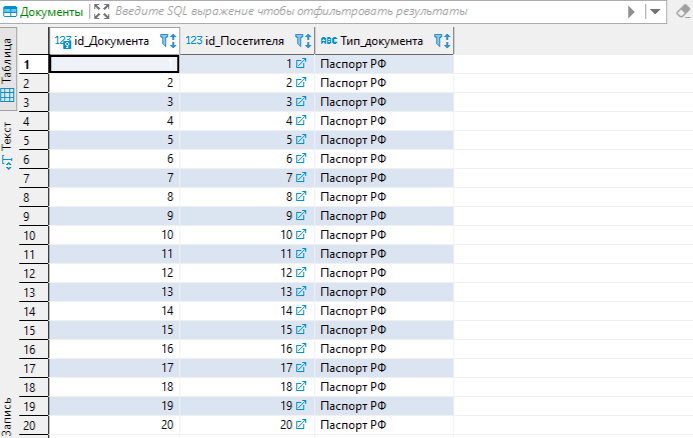 Документы Введите SQL выражение чтобы отфильтровать результаты
Таблица
Текст
Запись
123 id_Документа 123 id_Посетителя ABC Тип_документа
1 1 Паспорт РФ
2 2 2 Паспорт РФ
3 3 3 Паспорт РФ
4 4 4 Паспорт РФ
5 5 5 Паспорт РФ
6 6 6 Паспорт РФ
7 7 7 Паспорт РФ
8 8 8 Паспорт РФ
9 9 9 Паспорт РФ
10 10 10 Паспорт РФ
11 11 11 Паспорт РФ
12 12 12 Паспорт РФ
13 13 13 Паспорт РФ
14 14 14 Паспорт РФ
15 15 15 Паспорт РФ
16 16 16 Паспорт РФ
17 17 17 Паспорт РФ
18 18 18 Паспорт РФ
19 19 19 Паспорт РФ
20 20 20 Паспорт РФ